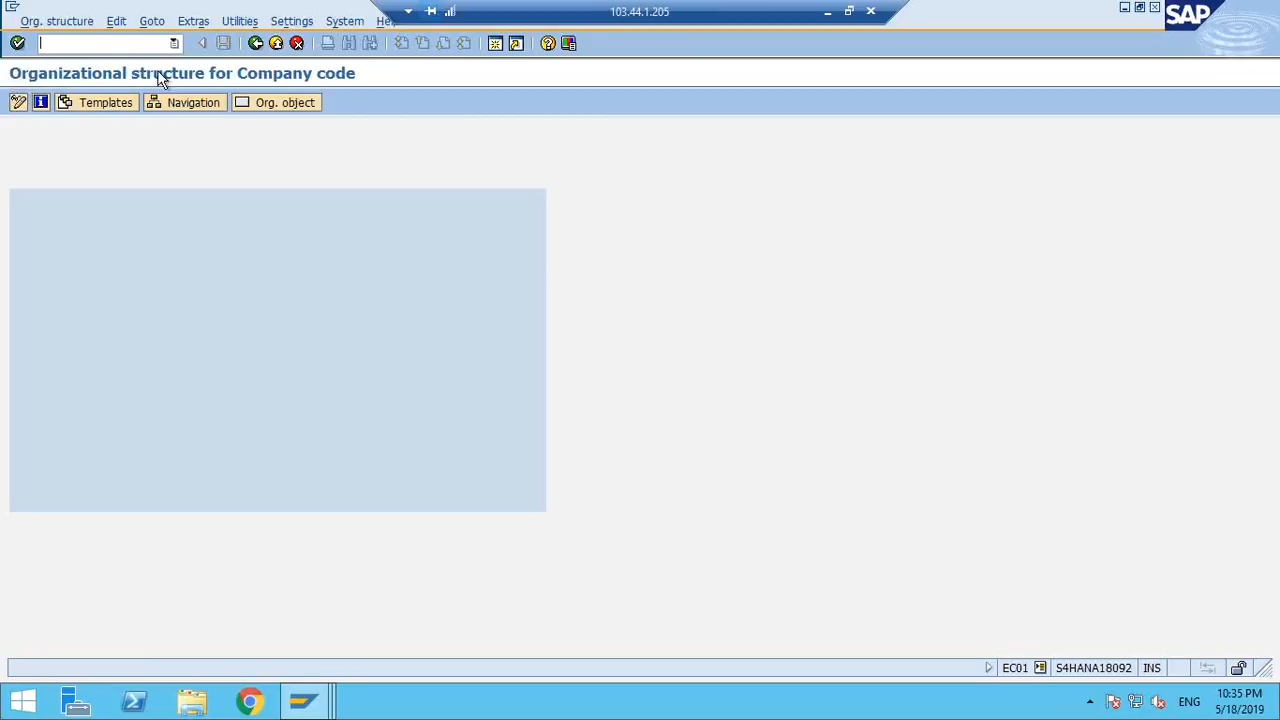 103.44.1.205
Org. structure Edit Goto Extras Utilities Settings System He
SAP
Organizational structure for Company code
Templates Navigation Org. object
EC01 S4HANA18092 INS
ENG
10:35 PM
5/18/2019